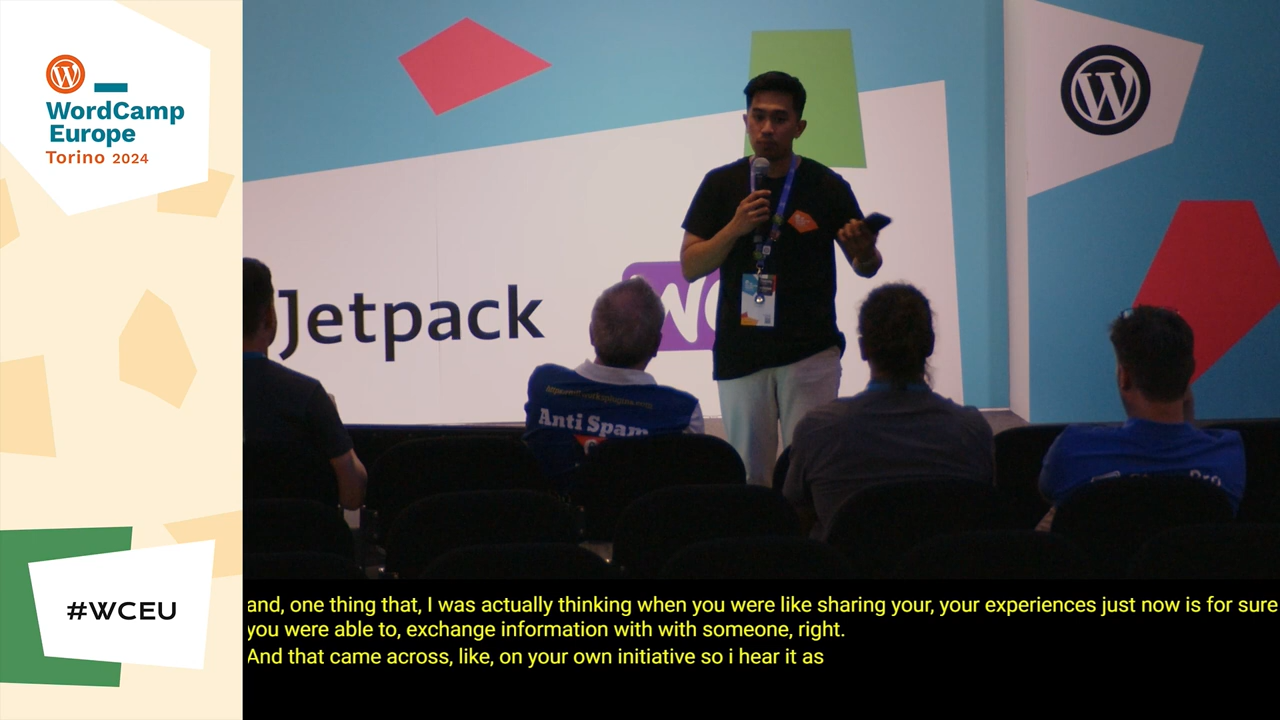 WordCamp
Europe
Torino 2024
#WCEU
Jetpack
Anti Spam
and, one thing that, I was actually thinking when you were like sharing your, your experiences just now is for sure
you were able to, exchange information with with someone, right.
And that came across, like, on your own initiative so i hear it as